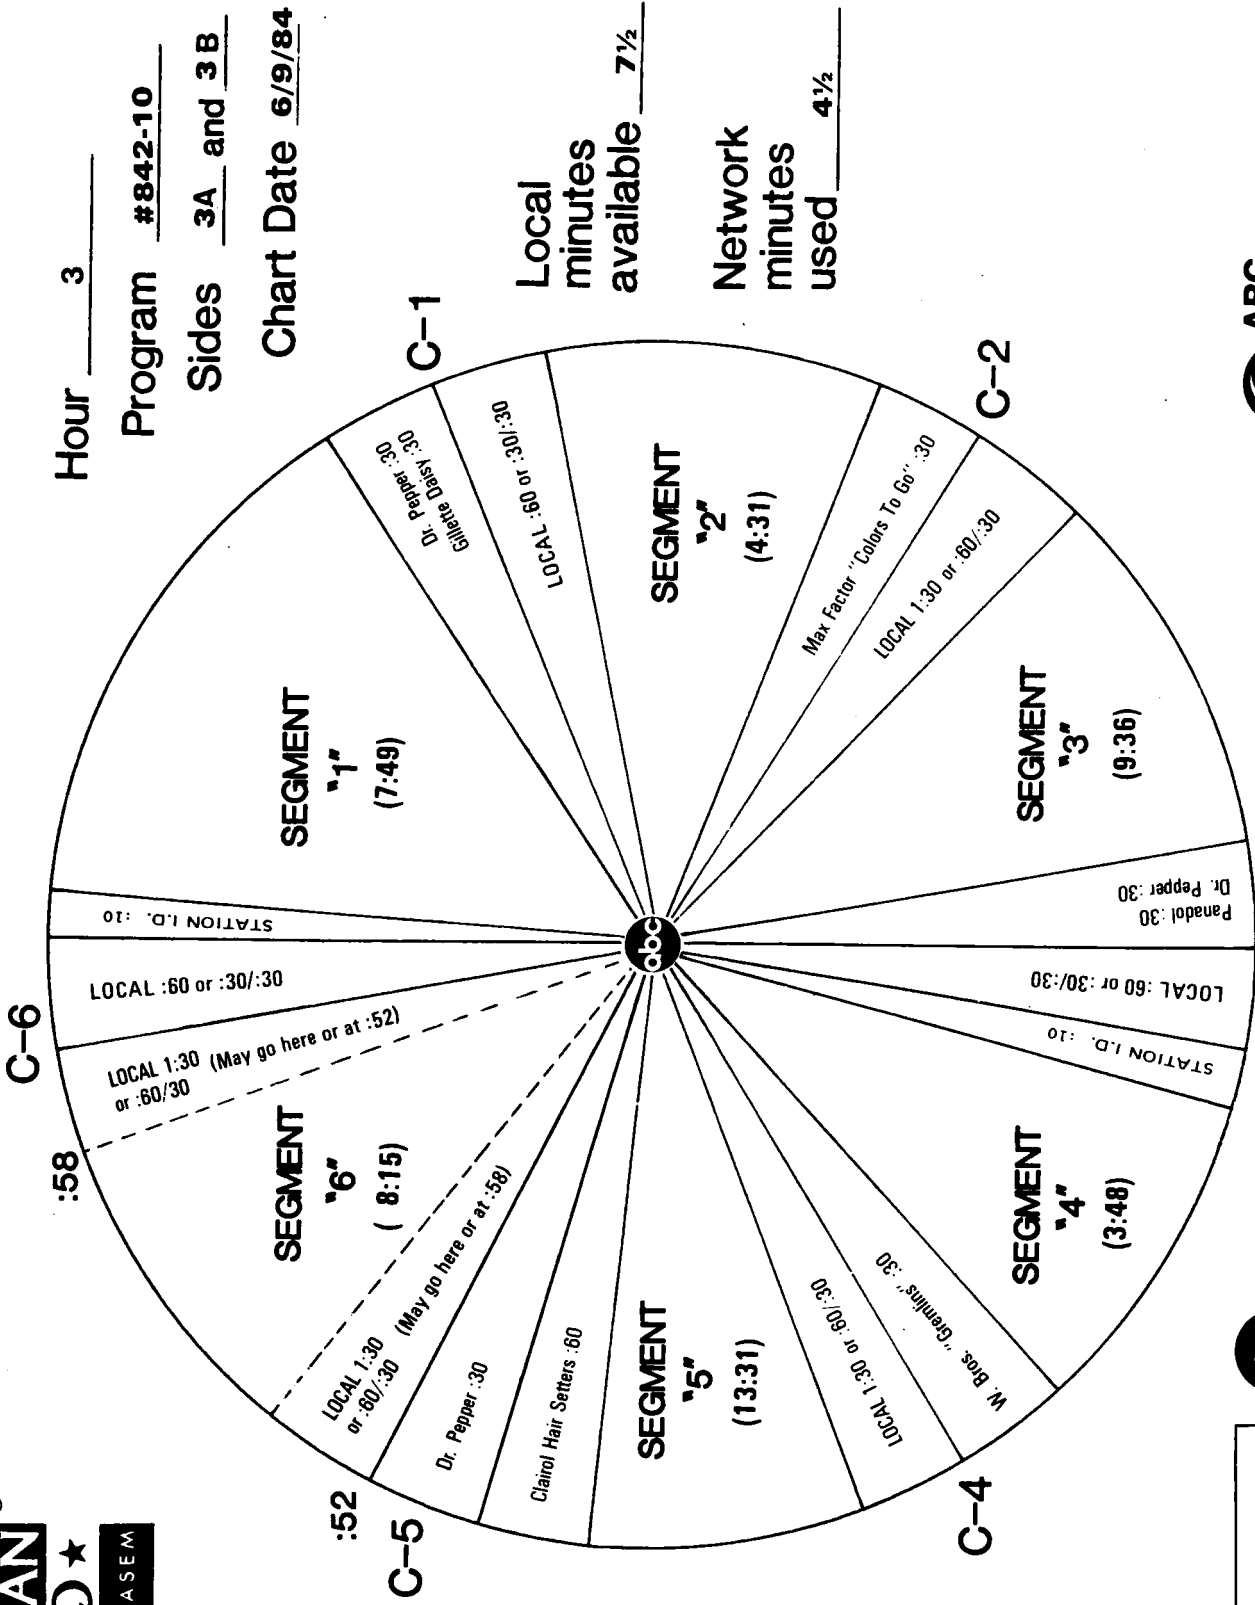 Hour 3
Program #842-10
Sides 3A and 3B
Chart Date 6/9/84
Local
minutes
available 7½
Network
minutes
used 4½
C-1
C-2
C-4
C-5
:52
:58
C-6
abc
STATION I.D. :10
SEGMENT
"1"
(7:49)
Dr. Pepper :30
Gillette Daisy :30
LOCAL :60 or :30/:30
SEGMENT
"2"
(4:31)
Max Factor "Colors To Go" :30
LOCAL 1:30 or :60/:30
SEGMENT
"3"
(9:36)
Dr. Pepper :30
Panadol :30
LOCAL :60 or :30/:30
STATION I.D. :10
SEGMENT
"4"
(3:48)
W. Bros. "Gremlins" :30
LOCAL 1:30 or :60/:30
SEGMENT
"5"
(13:31)
Clairol Hair Setters :60
Dr. Pepper :30
LOCAL 1:30 (May go here or at :58)
or :60/:30
SEGMENT
"6"
( 8:15)
LOCAL 1:30 (May go here or at :52)
or :60/30
LOCAL :60 or :30/:30
AN
ASEM
ABC